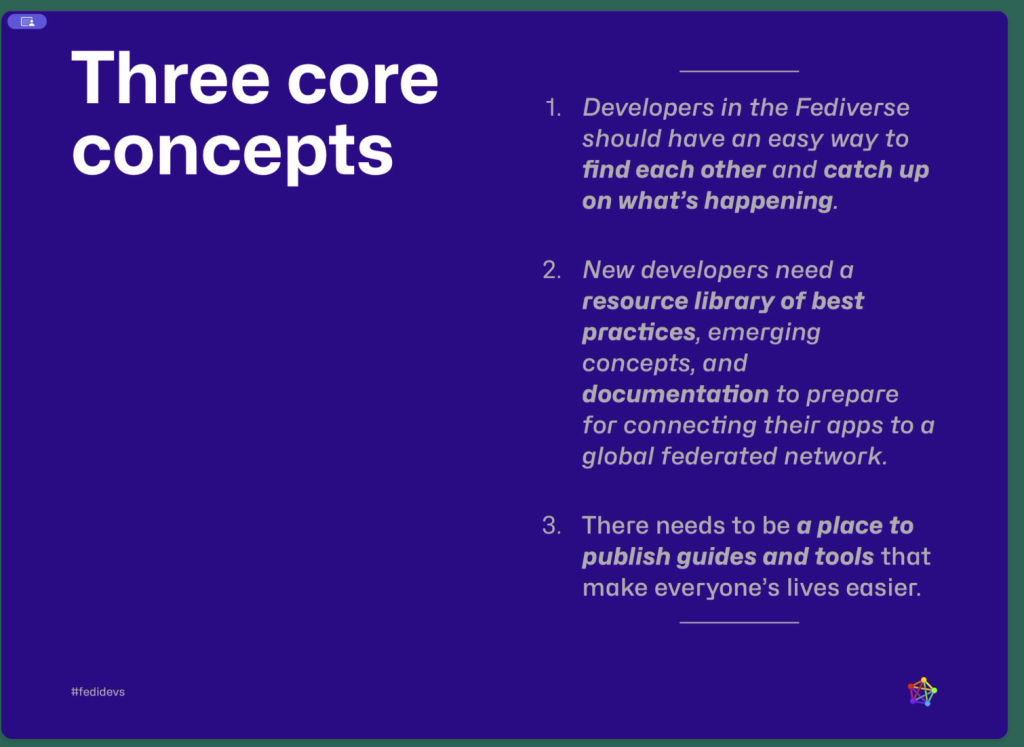 Three core
concepts
1. Developers in the Fediverse
should have an easy way to
find each other and catch up
on what’s happening.
2. New developers need a
resource library of best
practices, emerging
concepts, and
documentation to prepare
for connecting their apps to a
global federated network.
3. There needs to be a place to
publish guides and tools that
make everyone’s lives easier.
#fedidevs